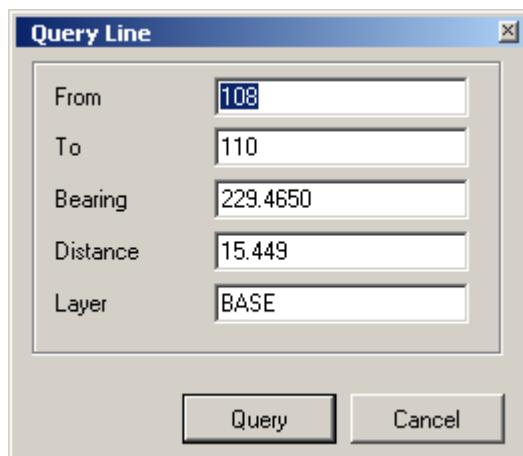 Query Line
From 108
To 110
Bearing 229.4650
Distance 15.449
Layer BASE
Query Cancel